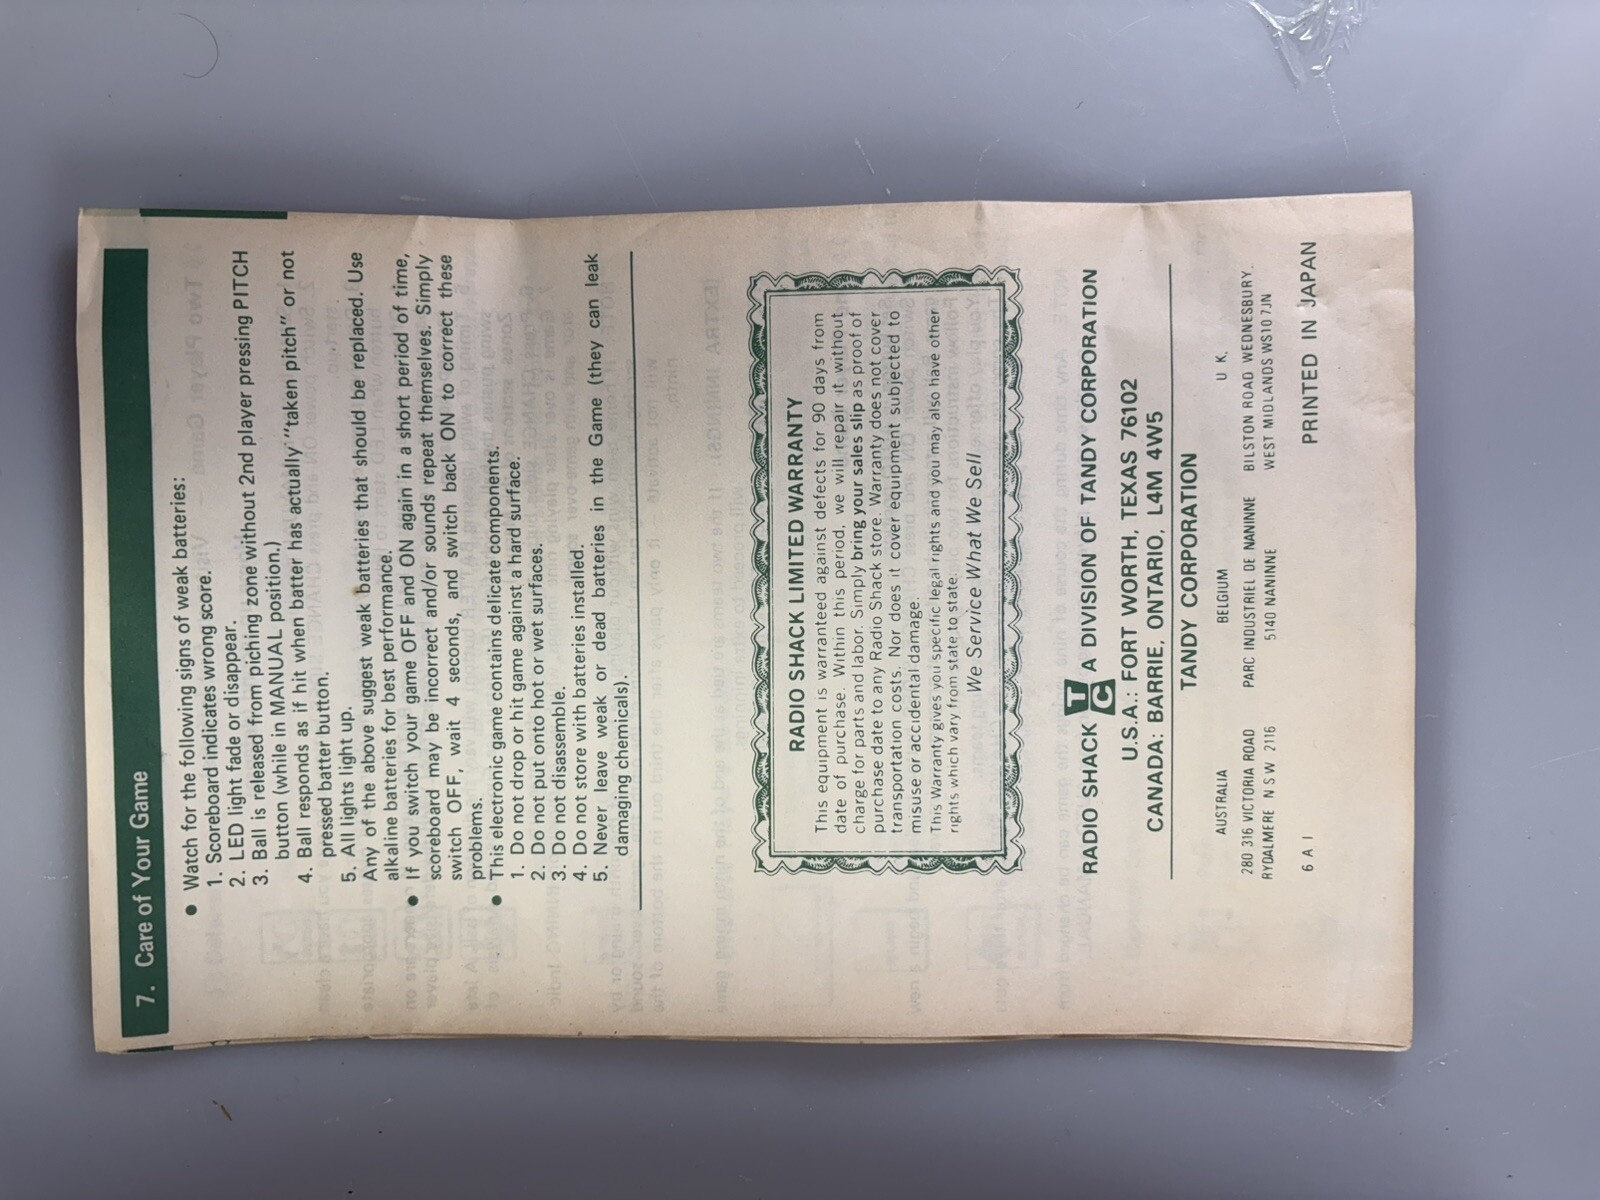 7. Care of Your Game
● Watch for the following signs of weak batteries:
1. Scoreboard indicates wrong score.
2. LED light fade or disappear.
3. Ball is released from piching zone without 2nd player pressing PITCH
button (while in MANUAL position.)
4. Ball responds as if hit when batter has actually "taken pitch" or not
pressed batter button.
5. All lights light up.
Any of the above suggest weak batteries that should be replaced. Use
alkaline batteries for best performance.
● If you switch your game OFF and ON again in a short period of time,
scoreboard may be incorrect and/or sounds repeat themselves. Simply
switch OFF, wait 4 seconds, and switch back ON to correct these
problems.
● This electronic game contains delicate components.
1. Do not drop or hit game against a hard surface.
2. Do not put onto hot or wet surfaces.
3. Do not disassemble.
4. Do not store with batteries installed.
5. Never leave weak or dead batteries in the Game (they can leak
damaging chemicals).
RADIO SHACK LIMITED WARRANTY
This equipment is warranteed against defects for 90 days from
date of purchase. Within this period, we will repair it without
charge for parts and labor. Simply bring your sales slip as proof of
purchase date to any Radio Shack store. Warranty does not cover
transportation costs. Nor does it cover equipment subjected to
misuse or accidental damage.
This Warranty gives you specific legal rights and you may also have other
rights which vary from state to state.
We Service What We Sell
RADIO SHACK TC A DIVISION OF TANDY CORPORATION
U.S.A.: FORT WORTH, TEXAS 76102
CANADA: BARRIE, ONTARIO, L4M 4W5
TANDY CORPORATION
AUSTRALIA BELGIUM U. K.
280 316 VICTORIA ROAD PARC INDUSTRIEL DE NANINNE BILSTON ROAD WEDNESBURY.
RYDALMERE N S W 2116 5140 NANINNE WEST MIDLANDS WS10 7JN
6 A 1 PRINTED IN JAPAN